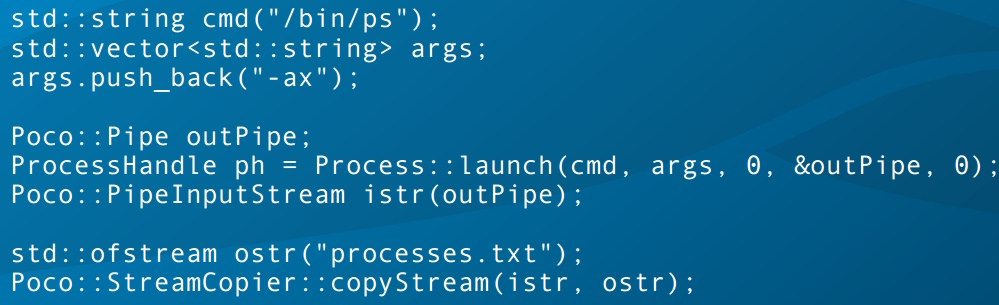 std::string cmd("/bin/ps");
std::vector<std::string> args;
args.push_back("-ax");
Poco::Pipe outPipe;
ProcessHandle ph = Process::launch(cmd, args, 0, &outPipe, 0);
Poco::PipeInputStream istr(outPipe);
std::ofstream ostr("processes.txt");
Poco::StreamCopier::copyStream(istr, ostr);